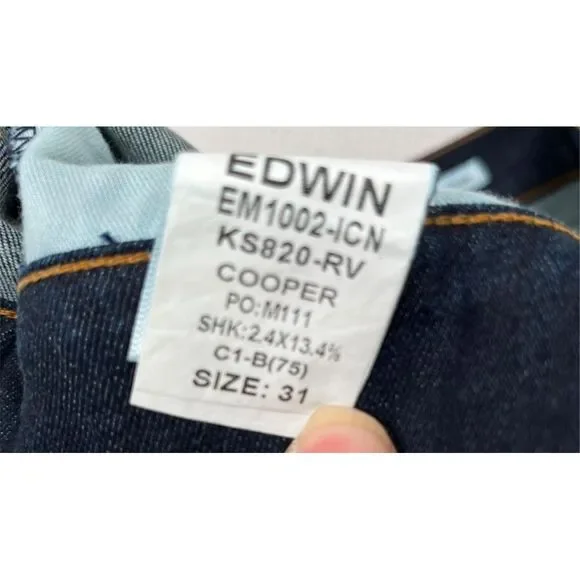 EDWIN
EM1002-ICN
KS820-RV
COOPER
PO:M111
SHK:2.4X13.4%
C1-B(75)
SIZE: 31